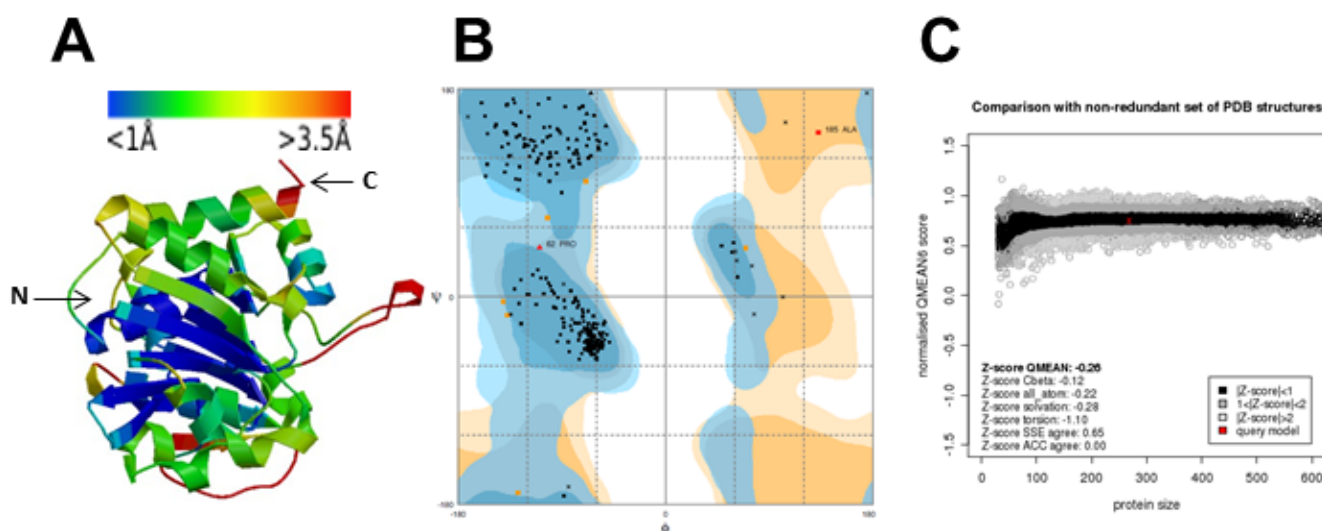 A
<1Å
>3.5Å
C
N
B
180
185 ALA
62 PRO
0
-180
-180
0
180
Φ
C
Comparison with non-redundant set of PDB structures
normalised QMEAN6 score
1.5
1.0
0.5
0.0
-0.5
-1.0
-1.5
Z-score QMEAN: -0.26
Z-score Cbeta: -0.12
Z-score all_atom: -0.22
Z-score solvation: -0.28
Z-score torsion: -1.10
Z-score SSE agree: 0.65
Z-score ACC agree: 0.00
|Z-score|<1
1<|Z-score|<2
|Z-score|>2
query model
0
100
200
300
400
500
600
protein size